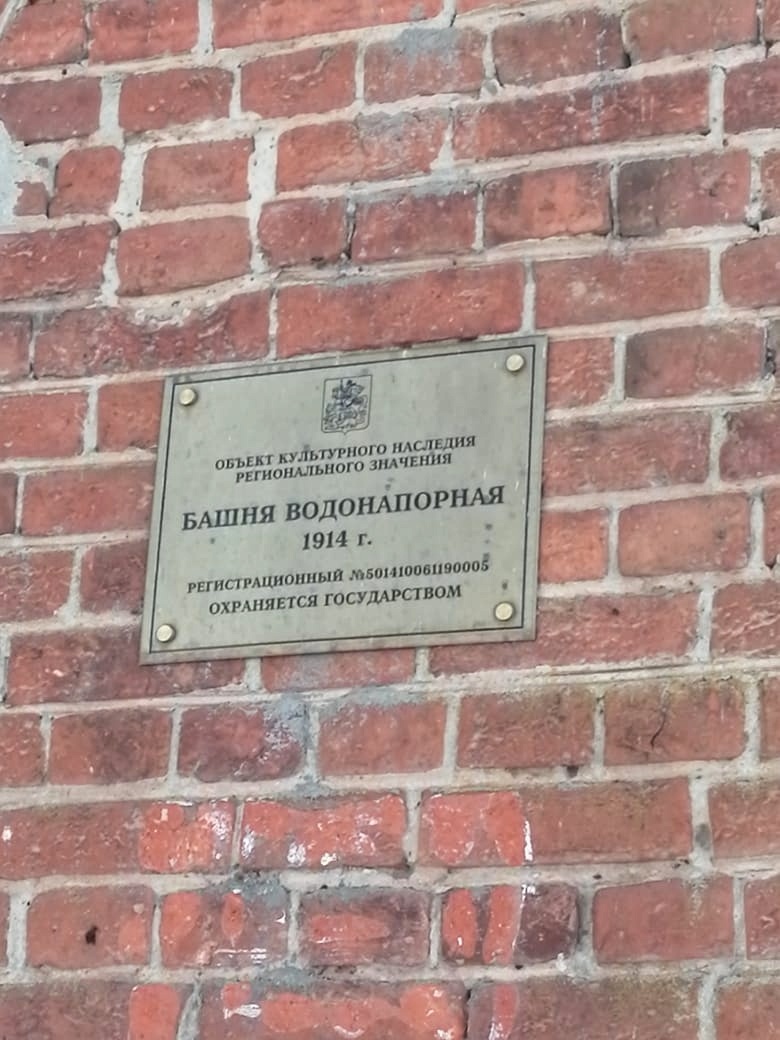 ОБЪЕКТ КУЛЬТУРНОГО НАСЛЕДИЯ
РЕГИОНАЛЬНОГО ЗНАЧЕНИЯ
БАШНЯ ВОДОНАПОРНАЯ
1914 г.
РЕГИСТРАЦИОННЫЙ №501410061190005
ОХРАНЯЕТСЯ ГОСУДАРСТВОМ